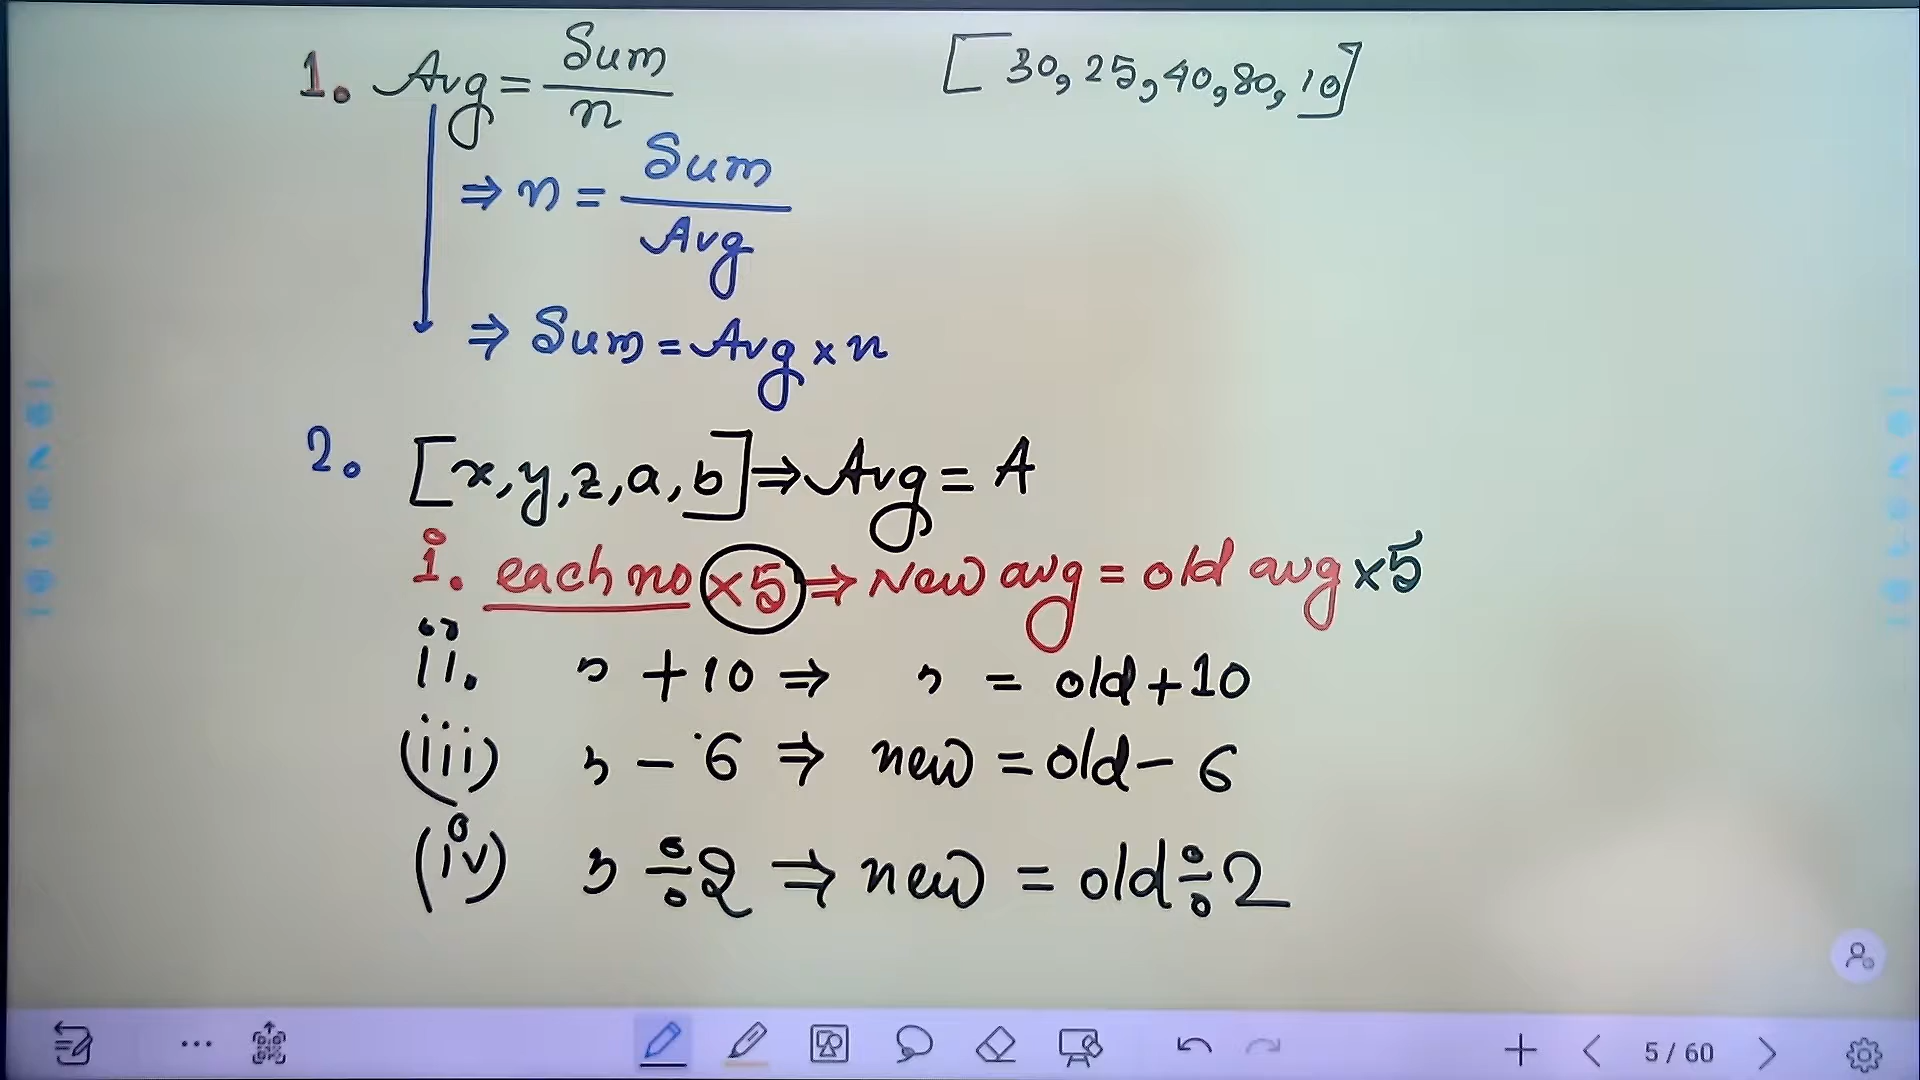 1. Avg = Sum / n
[30, 25, 40, 80, 10]
⇒ n = Sum / Avg
⇒ Sum = Avg × n
2. [x, y, z, a, b] ⇒ Avg = A
i. each no ×5 ⇒ New avg = old avg ×5
ii. " +10 ⇒ " = old + 10
(iii) " - 6 ⇒ new = old - 6
(iv) " ÷ 2 ⇒ new = old ÷ 2
5 / 60